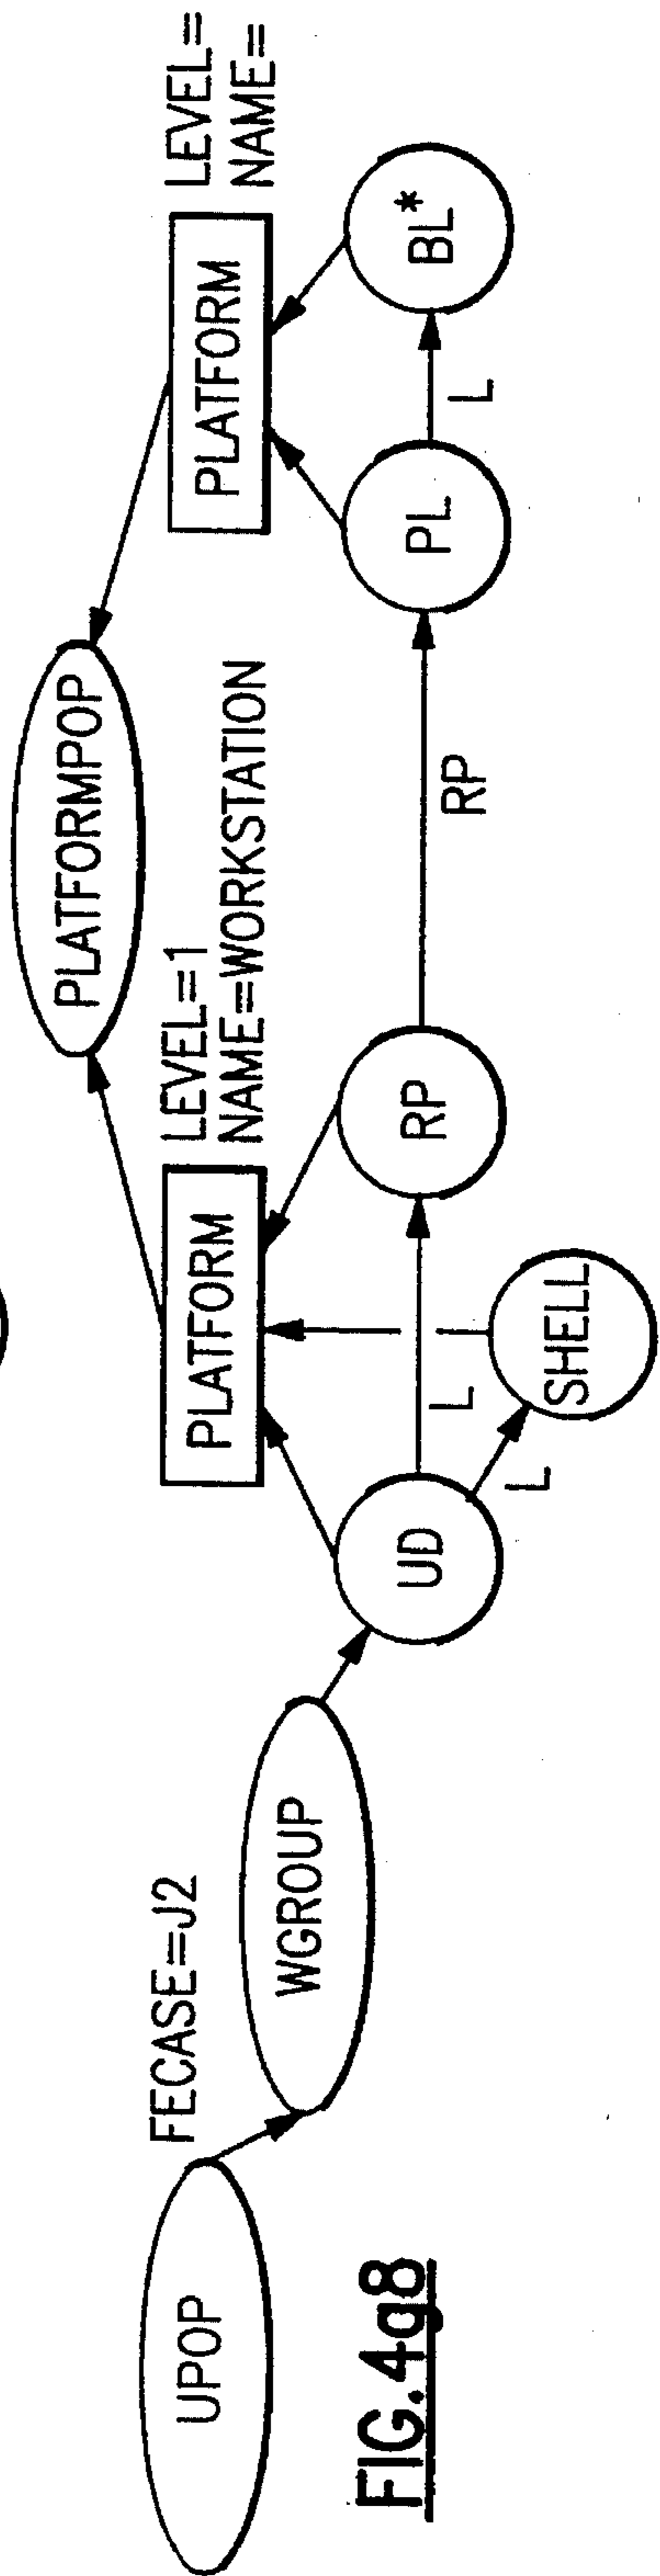 UPOP
FECASE=J2
WGROUP
UD
L
L
SHELL
PLATFORM
LEVEL=1
NAME=WORKSTATION
RP
RP
PLATFORMPOP
PLATFORM
LEVEL=
NAME=
PL
L
BL*
FIG.4g8